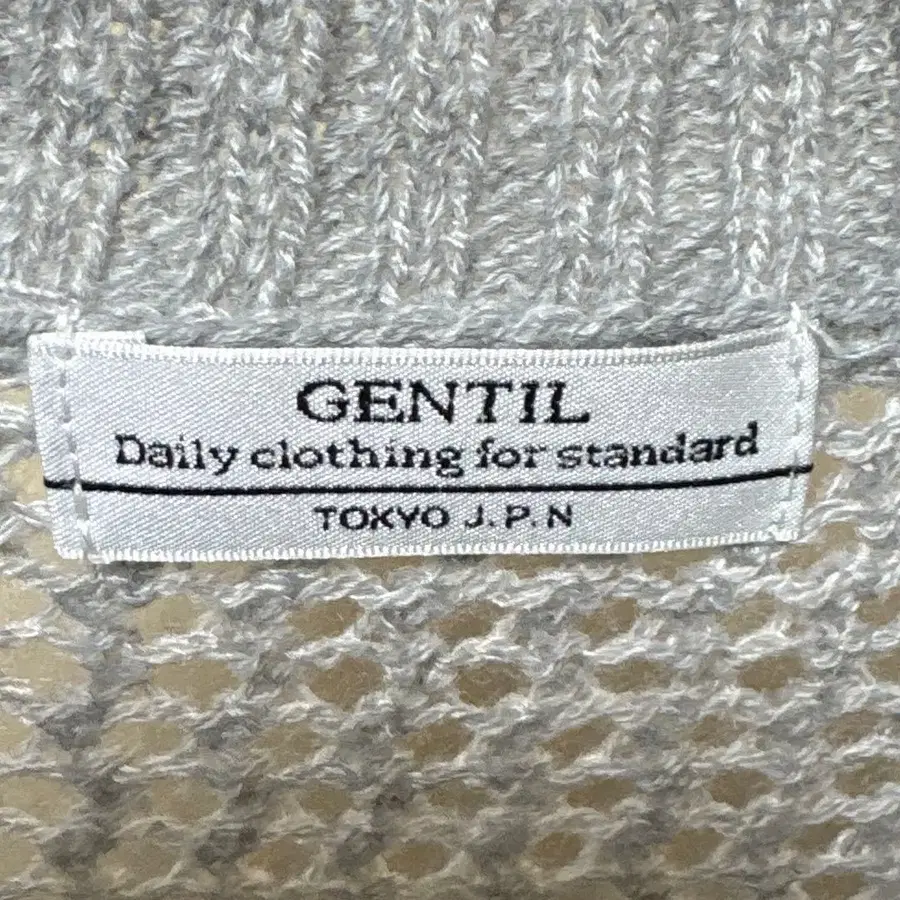 GENTIL
Daily clothing for standard
TOKYO J.P.N